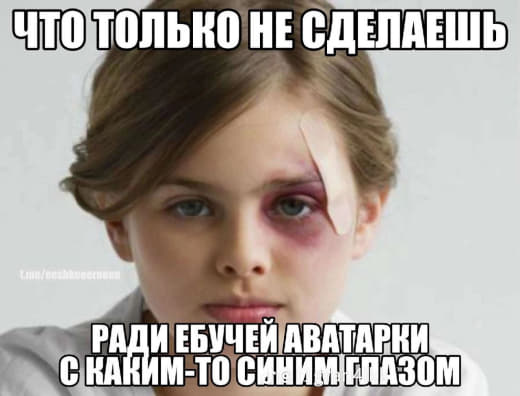 ЧТО ТОЛЬКО НЕ СДЕЛАЕШЬ
РАДИ ЕБУЧЕЙ АВАТАРКИ
С КАКИМ-ТО СИНИМ ГЛАЗОМ